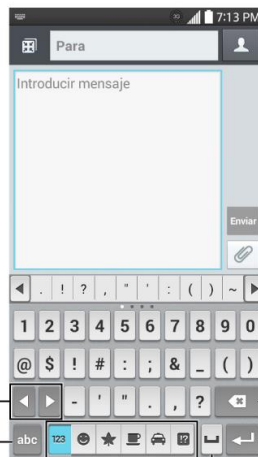 7:13 PM
Para
Introducir mensaje
Enviar
. ! ? , " ' : ( ) ~
1 2 3 4 5 6 7 8 9 0
@ $ ! # : ; & _ ( )
- ' " . , ?
abc 123 !?